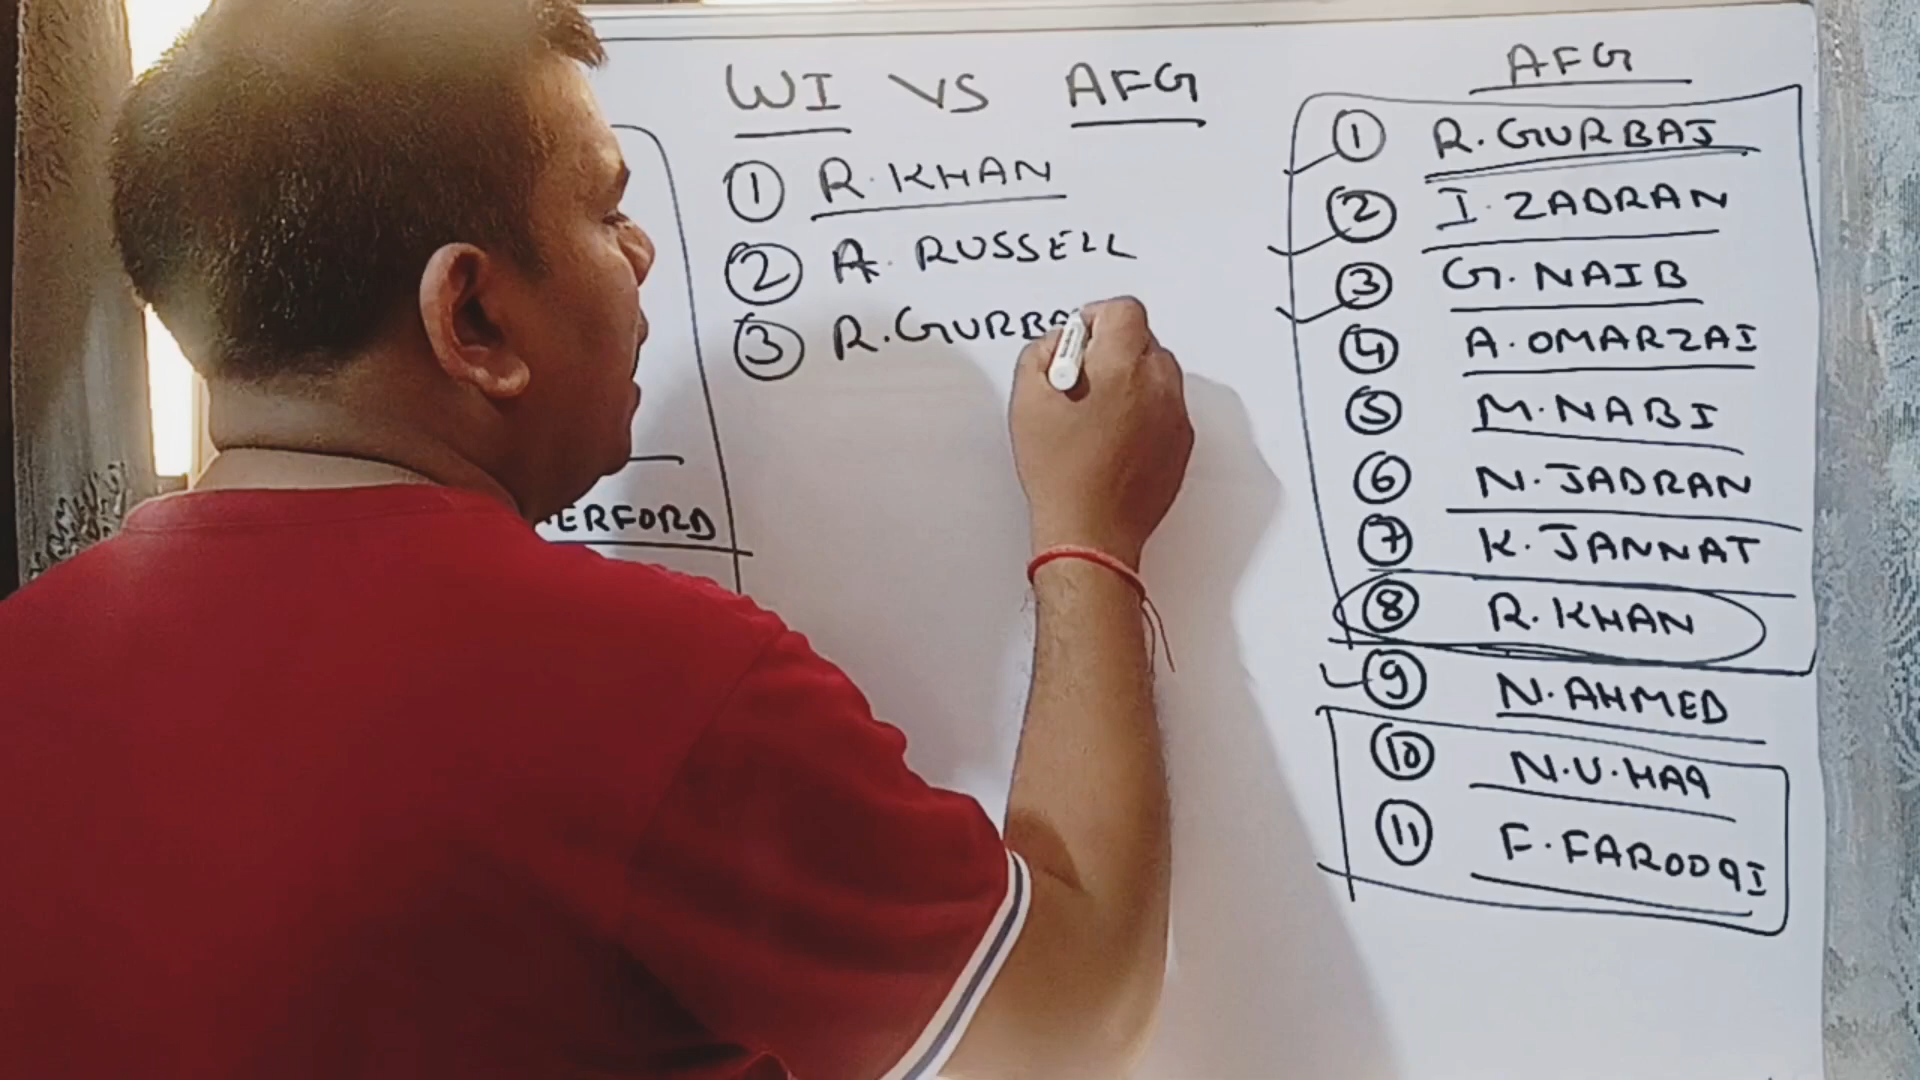 WI VS AFG
① R. KHAN
② A. RUSSELL
③ R. GURBA
ERFORD
AFG
① R. GURBAJ
② I. ZADRAN
③ G. NAIB
④ A. OMARZAI
⑤ M. NABI
⑥ N. JADRAN
⑦ K. JANNAT
⑧ R. KHAN
⑨ N. AHMED
⑩ N. U. HAQ
⑪ F. FAROOQI